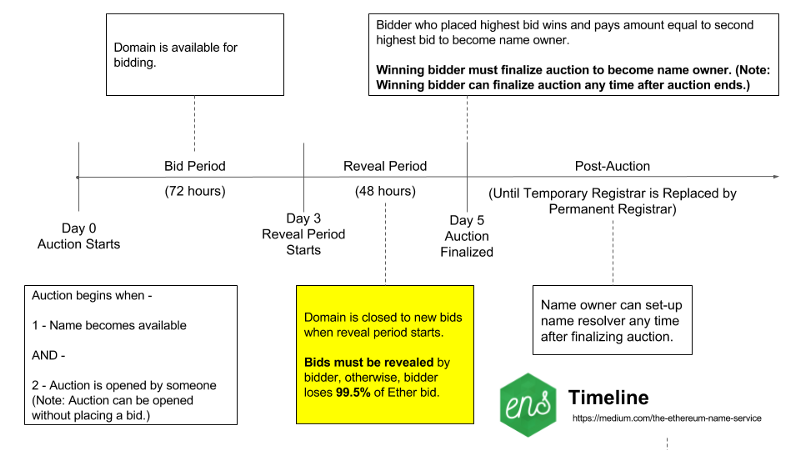 Domain is available for
bidding.
Bidder who placed highest bid wins and pays amount equal to second
highest bid to become name owner.
Winning bidder must finalize auction to become name owner. (Note:
Winning bidder can finalize auction any time after auction ends.)
Bid Period
(72 hours)
Reveal Period
(48 hours)
Post-Auction
(Until Temporary Registrar is Replaced by
Permanent Registrar)
Day 0
Auction Starts
Day 3
Reveal Period
Starts
Day 5
Auction
Finalized
Auction begins when -
1 - Name becomes available
AND -
2 - Auction is opened by someone
(Note: Auction can be opened
without placing a bid.)
Domain is closed to new bids
when reveal period starts.
Bids must be revealed by
bidder, otherwise, bidder
loses 99.5% of Ether bid.
Name owner can set-up
name resolver any time
after finalizing auction.
ens
Timeline
https://medium.com/the-ethereum-name-service